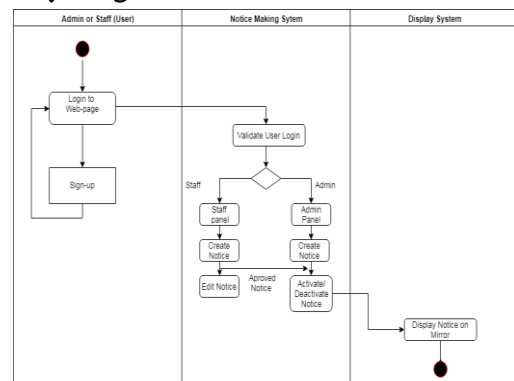 Admin or Staff (User)
Notice Making Sytem
Display System
Login to
Web-page
Validate User Login
Sign-up
Staff
Admin
Staff
panel
Admin
Panel
Create
Notice
Create
Notice
Edit Notice
Aproved
Notice
Activate/
Deactivate
Notice
Display Notice on
Mirror